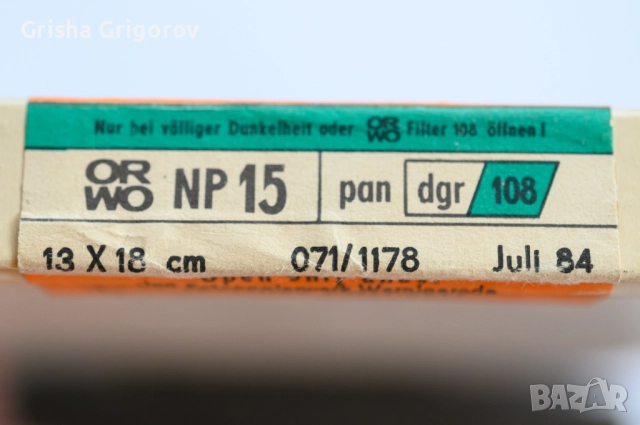 Grisha Grigorov
Nur bei völliger Dunkelheit oder ORWO Filter 108 öffnen!
ORWO NP 15 pan dgr 108
13 X 18 cm 071/1178 Juli 84
BAZAR